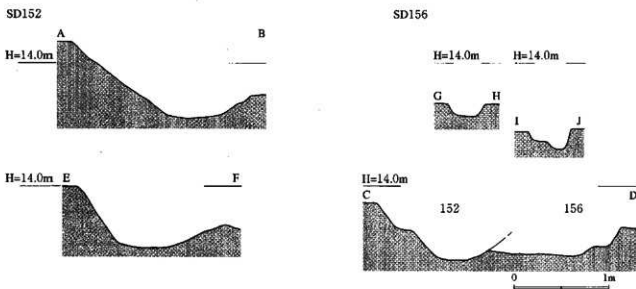 SD152
SD156
A B
H=14.0m
H=14.0m H=14.0m
G H
I J
H=14.0m E F
H=14.0m
C D
152 156
0 1m